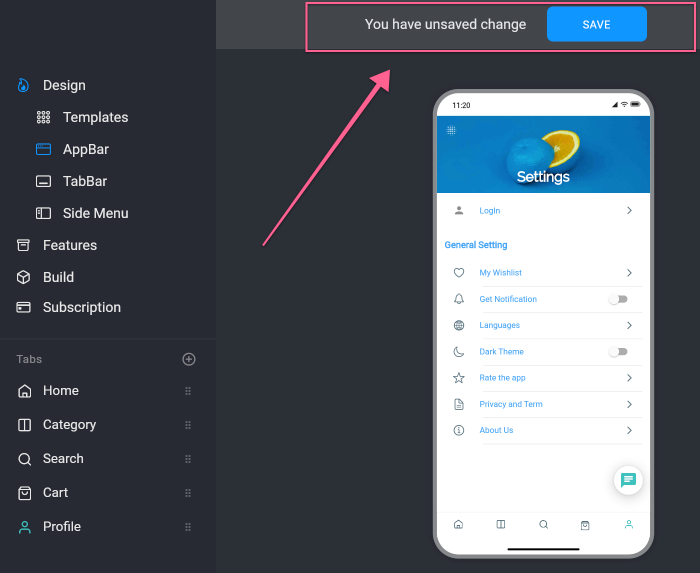 You have unsaved change
SAVE
Design
Templates
AppBar
TabBar
Side Menu
Features
Build
Subscription
Tabs
Home
Category
Search
Cart
Profile
11:20
Settings
LogIn
General Setting
My Wishlist
Get Notification
Languages
Dark Theme
Rate the app
Privacy and Term
About Us